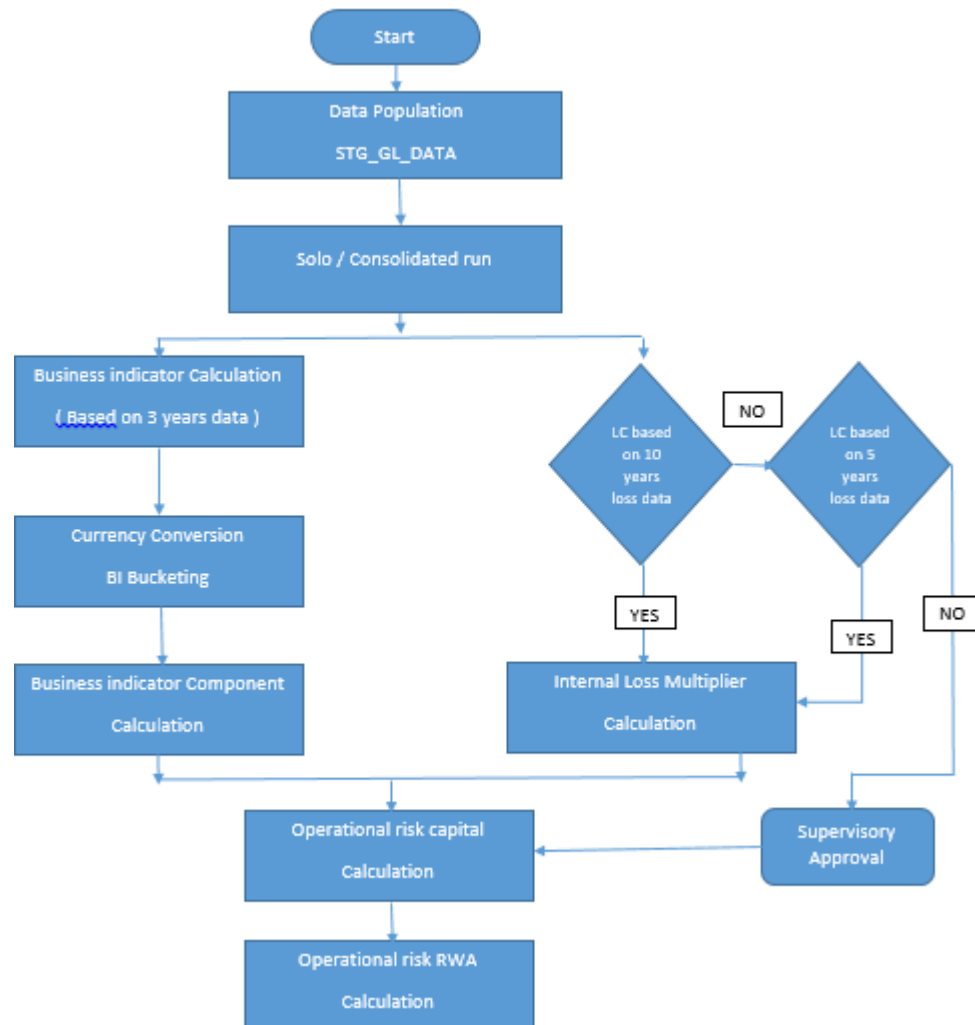 Start
Data Population
STG_GL_DATA
Solo / Consolidated run
Business indicator Calculation
( Based on 3 years data )
LC based
on 10
years
loss data
NO
LC based
on 5
years
loss data
Currency Conversion
BI Bucketing
YES
YES
NO
Business indicator Component
Calculation
Internal Loss Multiplier
Calculation
Operational risk capital
Calculation
Supervisory
Approval
Operational risk RWA
Calculation